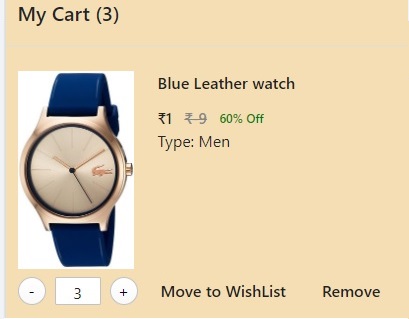 My Cart (3)
Blue Leather watch
₹1 ₹ 9 60% Off
Type: Men
- 3 + Move to WishList Remove